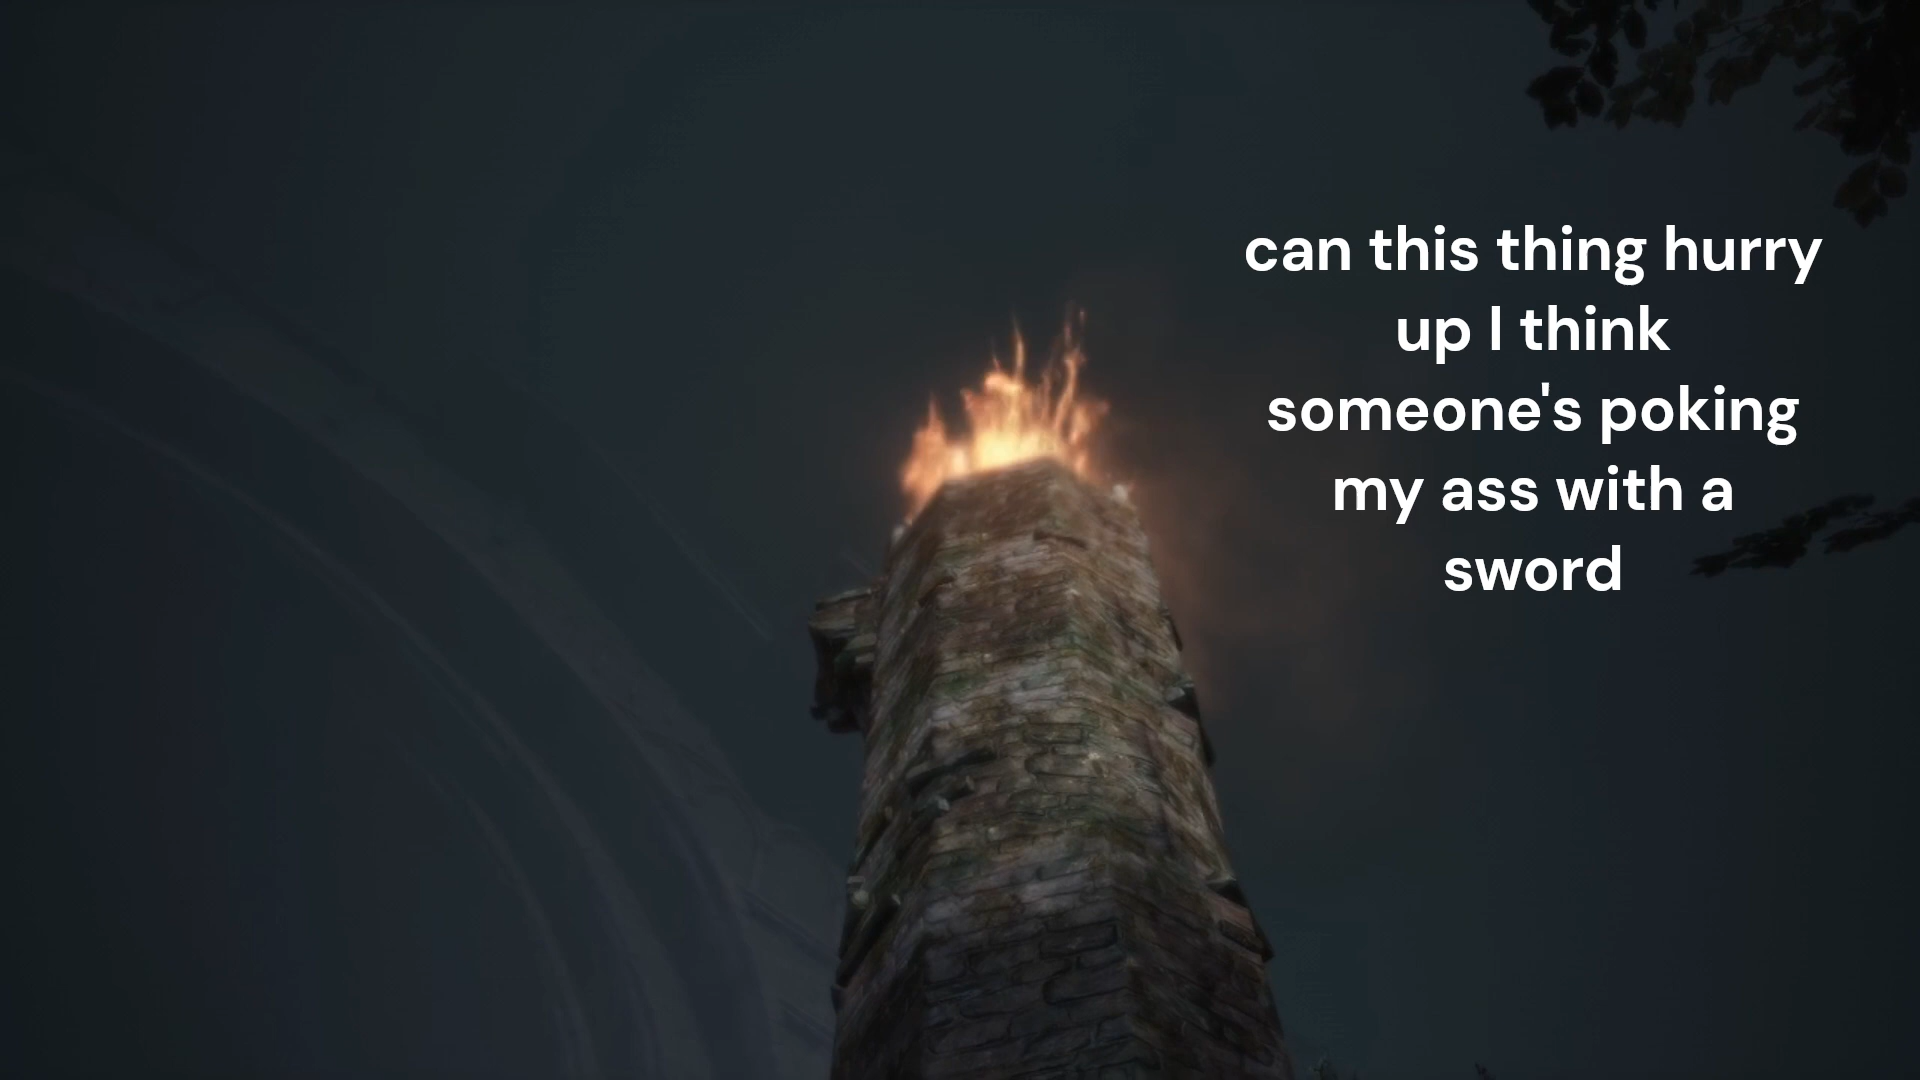 can this thing hurry
up I think
someone's poking
my ass with a
sword